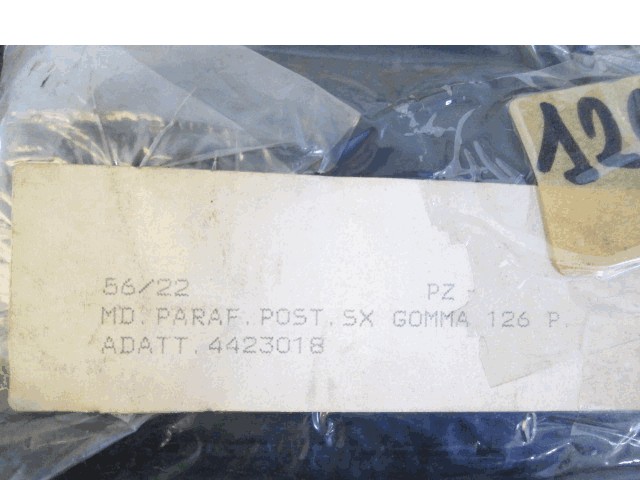 56/22 PZ -
MD. PARAF. POST. SX GOMMA 126 P.
ADATT. 4423018